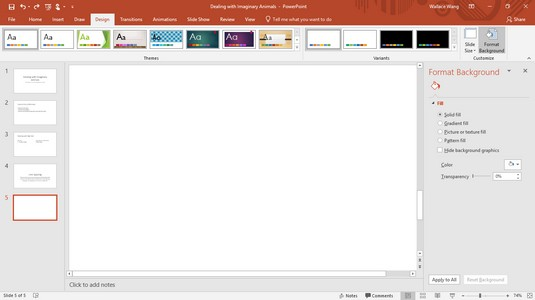 Dealing with Imaginary Animals - PowerPoint
Wallace Wang
File Home Insert Draw Design Transitions Animations Slide Show Review View Tell me what you want to do Share
Aa Aa Aa Aa Aa Aa Aa Aa
Slide Size
Format Background
Themes Variants Customize
1
2
3
4
5
Format Background
Fill
Solid fill
Gradient fill
Picture or texture fill
Pattern fill
Hide background graphics
Color
Transparency 0%
Apply to All Reset Background
Click to add notes
Slide 5 of 5 Notes Comments 74%